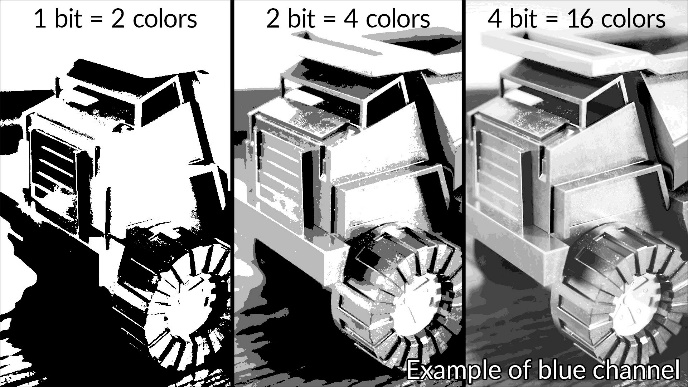 1 bit = 2 colors
2 bit = 4 colors
4 bit = 16 colors
Example of blue channel